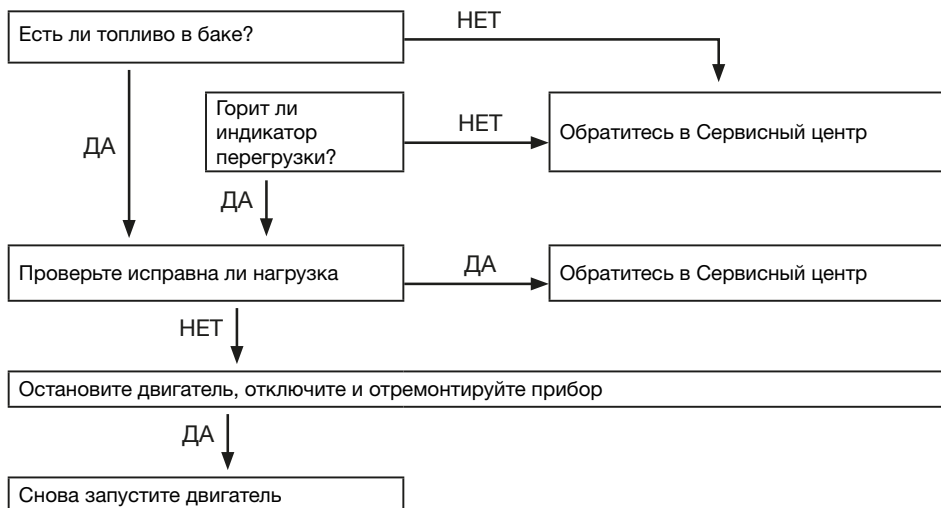 Есть ли топливо в баке?
НЕТ
ДА
Горит ли
индикатор
перегрузки?
НЕТ
Обратитесь в Сервисный центр
ДА
Проверьте исправна ли нагрузка
ДА
Обратитесь в Сервисный центр
НЕТ
Остановите двигатель, отключите и отремонтируйте прибор
ДА
Снова запустите двигатель